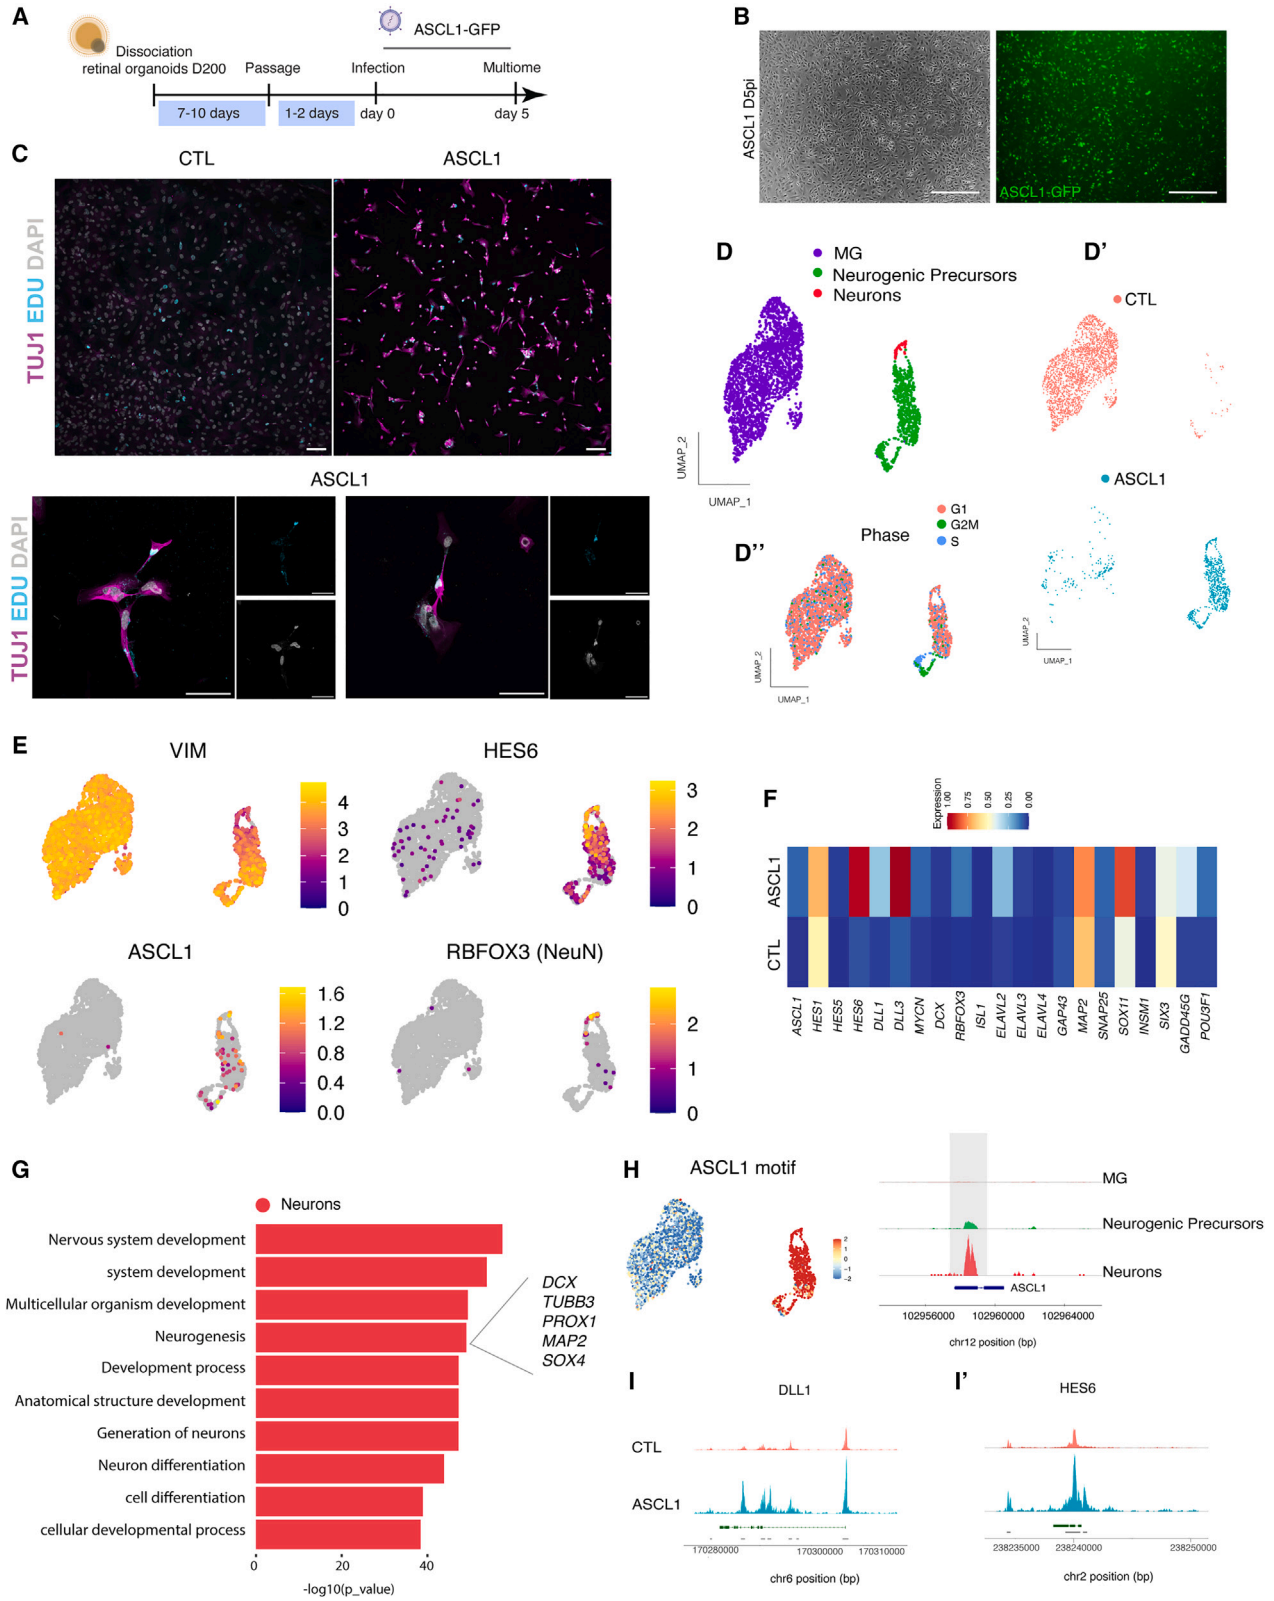 A
ASCL1-GFP
Dissociation
retinal organoids D200
Passage
Infection
Multiome
7-10 days
1-2 days
day 0
day 5
B
ASCL1 D5pi
ASCL1-GFP
C
CTL
ASCL1
TUJ1 EDU DAPI
ASCL1
TUJ1 EDU DAPI
D
MG
Neurogenic Precursors
Neurons
UMAP_2
UMAP_1
D'
CTL
ASCL1
UMAP_2
UMAP_1
D''
Phase
G1
G2M
S
UMAP_2
UMAP_1
E
VIM
4
3
2
1
0
HES6
3
2
1
0
ASCL1
1.6
1.2
0.8
0.4
0.0
RBFOX3 (NeuN)
2
1
0
F
Expression
1.00
0.75
0.50
0.25
0.00
ASCL1
CTL
ASCL1
HES1
HES5
HES6
DLL1
DLL3
MYCN
DCX
RBFOX3
ISL1
ELAVL2
ELAVL3
ELAVL4
GAP43
MAP2
SNAP25
SOX11
INSM1
SIX3
GADD45G
POU3F1
G
Neurons
Nervous system development
system development
Multicellular organism development
Neurogenesis
Development process
Anatomical structure development
Generation of neurons
Neuron differentiation
cell differentiation
cellular developmental process
0
20
40
-log10(p_value)
DCX
TUBB3
PROX1
MAP2
SOX4
H
ASCL1 motif
2
1
0
−1
−2
MG
Neurogenic Precursors
Neurons
ASCL1
102956000
102960000
102964000
chr12 position (bp)
I
DLL1
CTL
ASCL1
170280000
170300000
170310000
chr6 position (bp)
I'
HES6
238235000
238240000
238250000
chr2 position (bp)